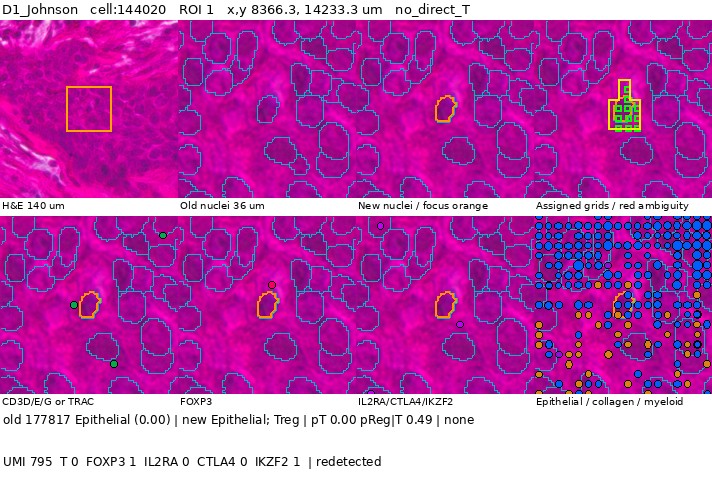 D1_Johnson cell:144020 ROI 1 x,y 8366.3, 14233.3 um no_direct_T
H&E 140 um
Old nuclei 36 um
New nuclei / focus orange
Assigned grids / red ambiguity
CD3D/E/G or TRAC
FOXP3
IL2RA/CTLA4/IKZF2
Epithelial / collagen / myeloid
old 177817 Epithelial (0.00) | new Epithelial; Treg | pT 0.00 pReg|T 0.49 | none
UMI 795 T 0 FOXP3 1 IL2RA 0 CTLA4 0 IKZF2 1 | redetected